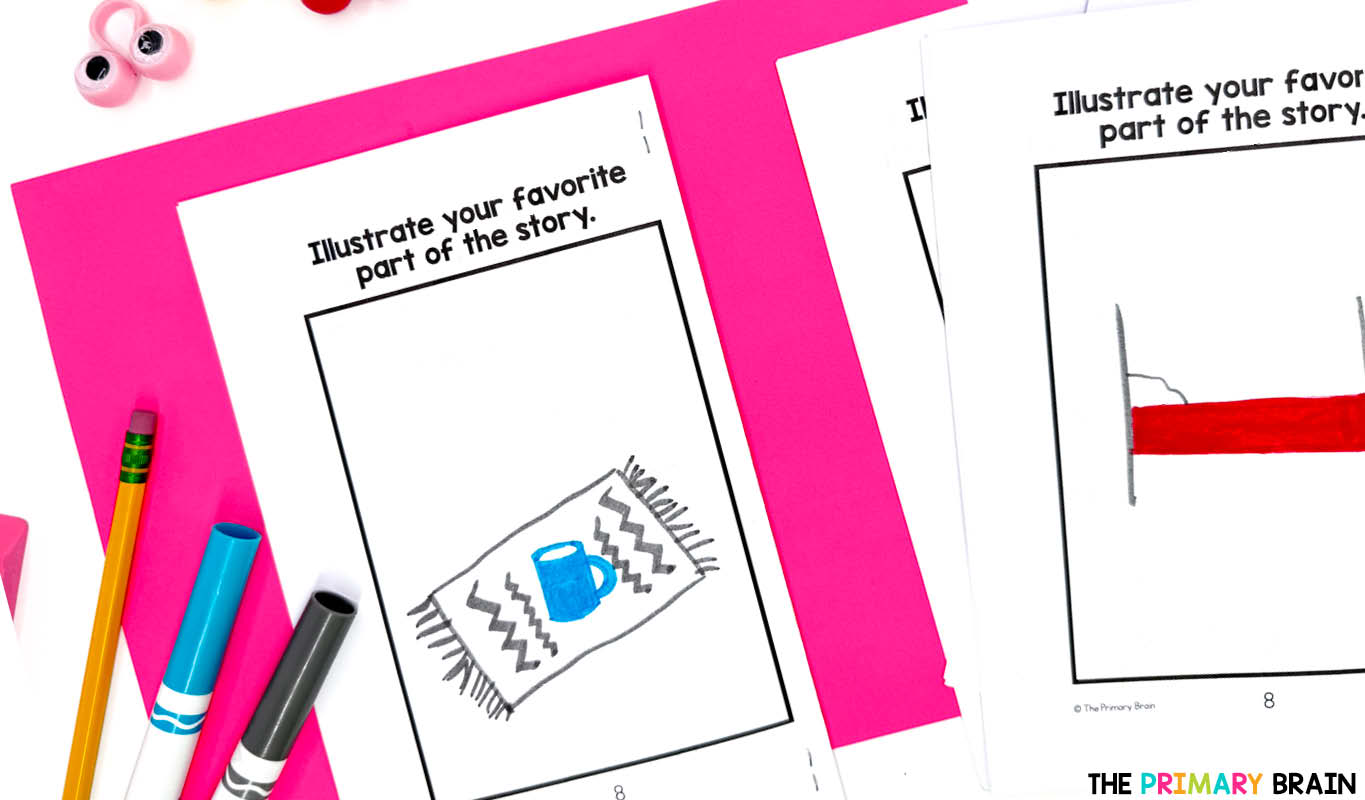 Illustrate your favorite
part of the story.
8
Il
Illustrate your favor
part of the story.
© The Primary Brain
8
THE PRIMARY BRAIN